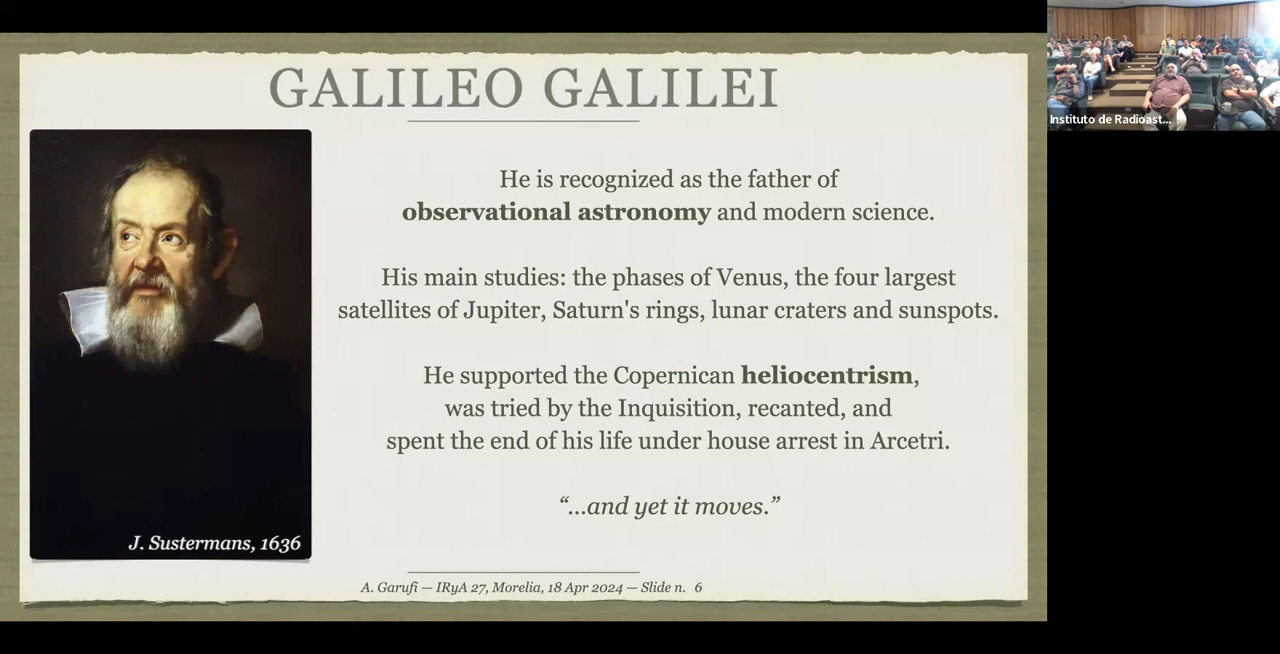 GALILEO GALILEI
He is recognized as the father of
observational astronomy and modern science.
His main studies: the phases of Venus, the four largest
satellites of Jupiter, Saturn's rings, lunar craters and sunspots.
He supported the Copernican heliocentrism,
was tried by the Inquisition, recanted, and
spent the end of his life under house arrest in Arcetri.
“...and yet it moves.”
J. Sustermans, 1636
A. Garufi — IRyA 27, Morelia, 18 Apr 2024 — Slide n. 6
Instituto de Radioast...